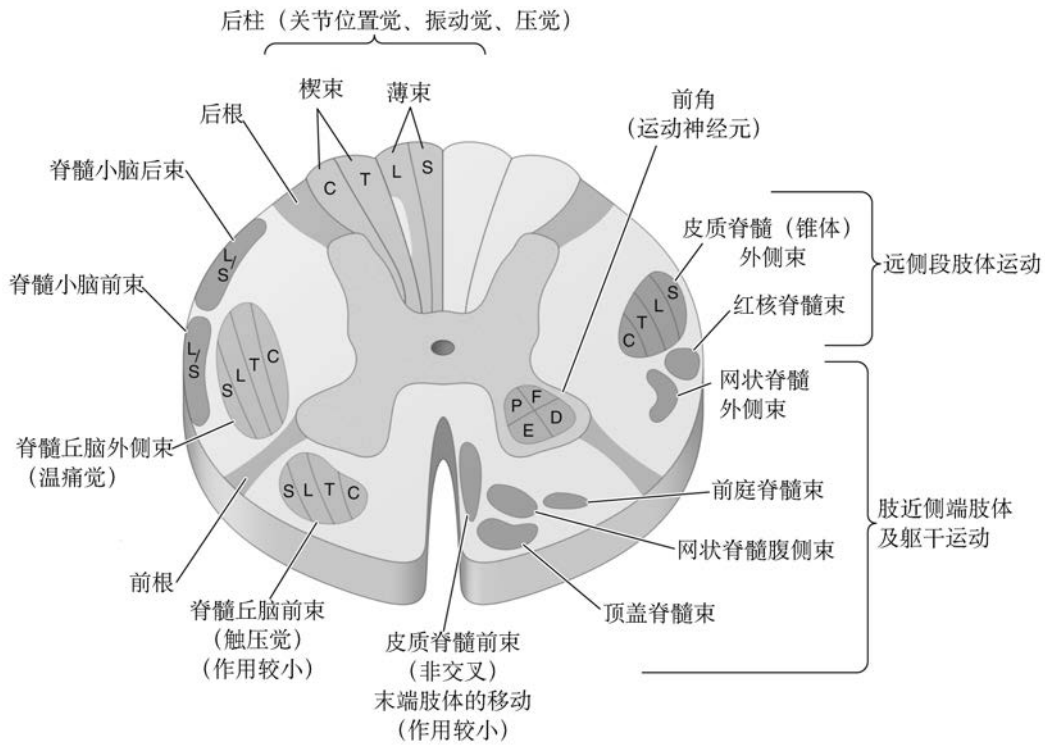 后柱（关节位置觉、振动觉、压觉）
楔束
薄束
后根
前角
（运动神经元）
脊髓小脑后束
C T L S
皮质脊髓（锥体）
外侧束
远侧段肢体运动
L/S
脊髓小脑前束
S
L
T
C
红核脊髓束
L/S
S L T C
网状脊髓
外侧束
P F
E D
脊髓丘脑外侧束
（温痛觉）
S L T C
前庭脊髓束
肢近侧端肢体
及躯干运动
网状脊髓腹侧束
前根
顶盖脊髓束
脊髓丘脑前束
（触压觉）
（作用较小）
皮质脊髓前束
（非交叉）
末端肢体的移动
（作用较小）